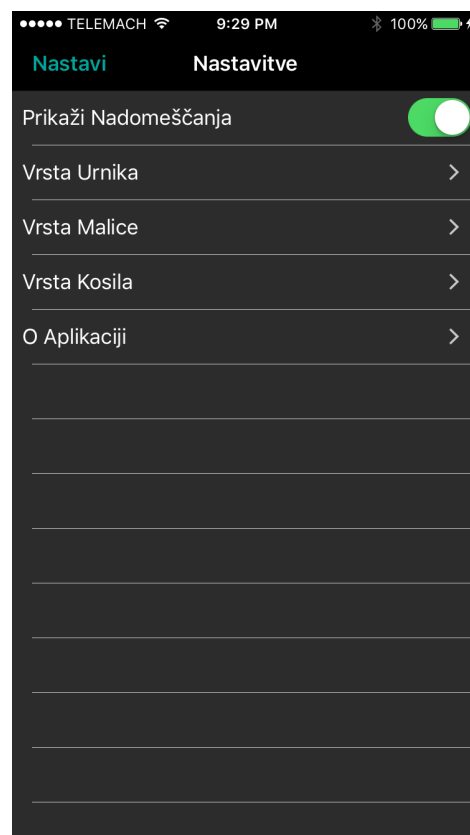 TELEMACH 9:29 PM 100%
Nastavi Nastavitve
Prikaži Nadomeščanja
Vrsta Urnika
Vrsta Malice
Vrsta Kosila
O Aplikaciji